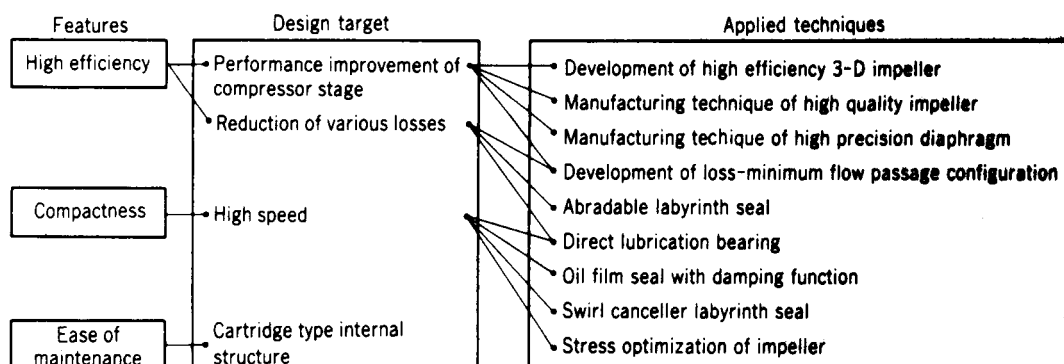 Features
Design target
Applied techniques
High efficiency
Performance improvement of
compressor stage
Reduction of various losses
Development of high efficiency 3-D impeller
Manufacturing technique of high quality impeller
Manufacturing techique of high precision diaphragm
Development of loss-minimum flow passage configuration
Abradable labyrinth seal
Compactness
High speed
Direct lubrication bearing
Oil film seal with damping function
Swirl canceller labyrinth seal
Stress optimization of impeller
Ease of
maintenance
Cartridge type internal
structure